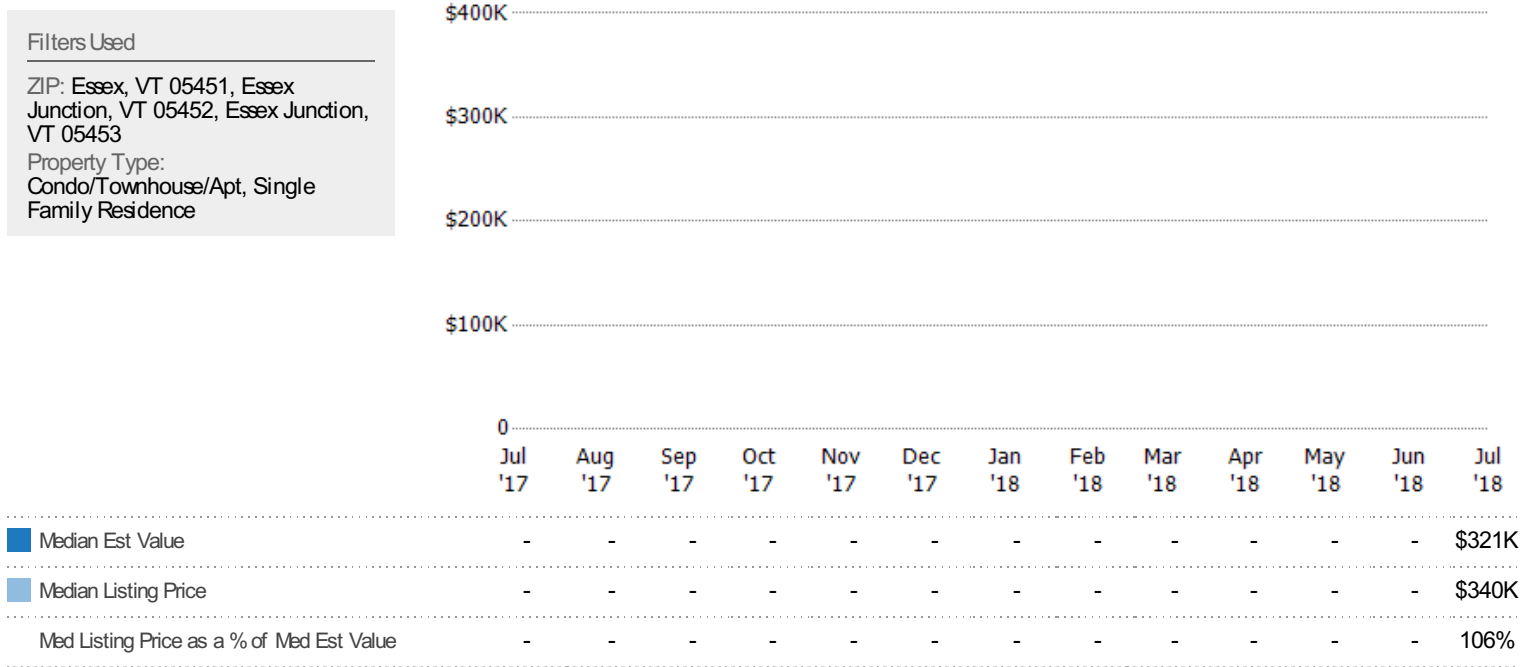 Filters Used
ZIP: Essex, VT 05451, Essex
Junction, VT 05452, Essex Junction,
VT 05453
Property Type:
Condo/Townhouse/Apt, Single
Family Residence
$400K
$300K
$200K
$100K
0
Jul Aug Sep Oct Nov Dec Jan Feb Mar Apr May Jun Jul
'17 '17 '17 '17 '17 '17 '18 '18 '18 '18 '18 '18 '18
Median Est Value - - - - - - - - - - - - $321K
Median Listing Price - - - - - - - - - - - - $340K
Med Listing Price as a % of Med Est Value - - - - - - - - - - - - 106%